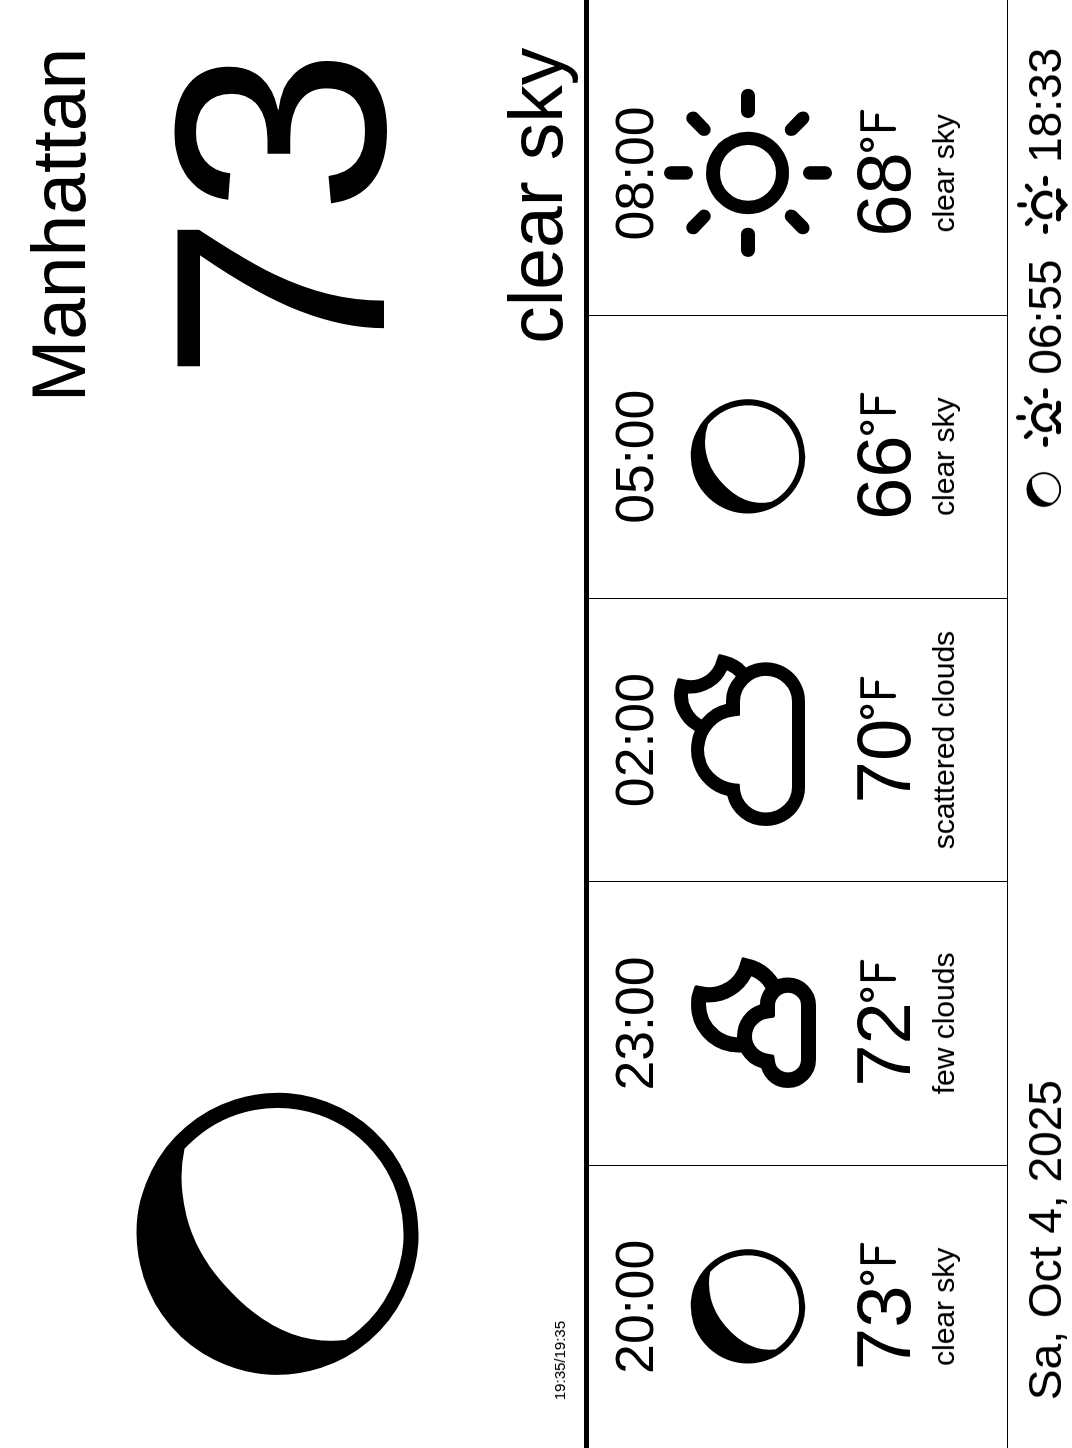 Manhattan
73
clear sky
19:35/19:35
20:00
73°F
clear sky
23:00
72°F
few clouds
02:00
70°F
scattered clouds
05:00
66°F
clear sky
08:00
68°F
clear sky
Sa, Oct 4, 2025
06:55
18:33